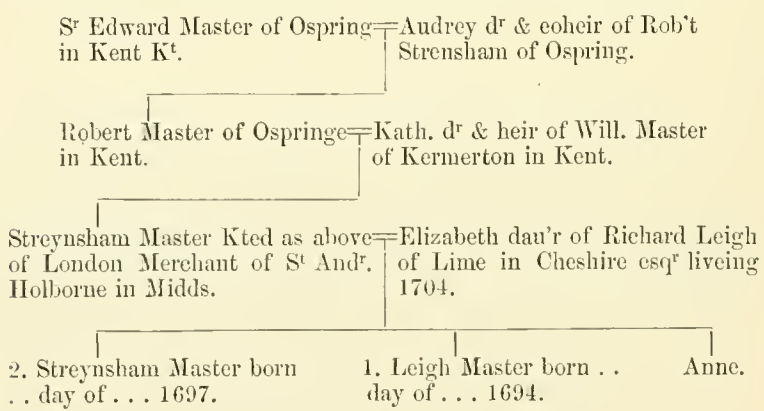 Sʳ Edward Master of Ospring=Audrey dʳ & coheir of Rob't
in Kent Kᵗ. Strensham of Ospring.
Robert Master of Ospringe=Kath. dʳ & heir of Will. Master
in Kent. of Kermerton in Kent.
Streynsham Master Kted as above=Elizabeth dau'r of Richard Leigh
of London Merchant of Sᵗ Andʳ. of Lime in Cheshire esqʳ liveing
Holborne in Midds. 1704.
2. Streynsham Master born 1. Leigh Master born . . Anne.
. . day of . . . 1697. day of . . . 1694.